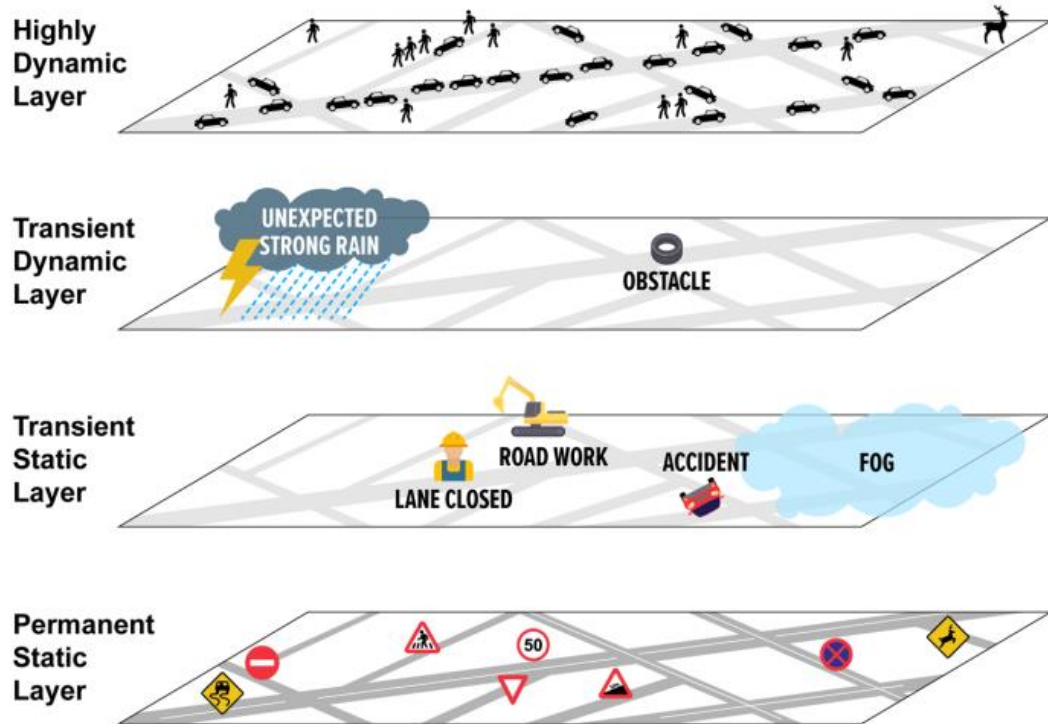 Highly
Dynamic
Layer
Transient
Dynamic
Layer
UNEXPECTED
STRONG RAIN
OBSTACLE
Transient
Static
Layer
LANE CLOSED
ROAD WORK
ACCIDENT
FOG
Permanent
Static
Layer
50